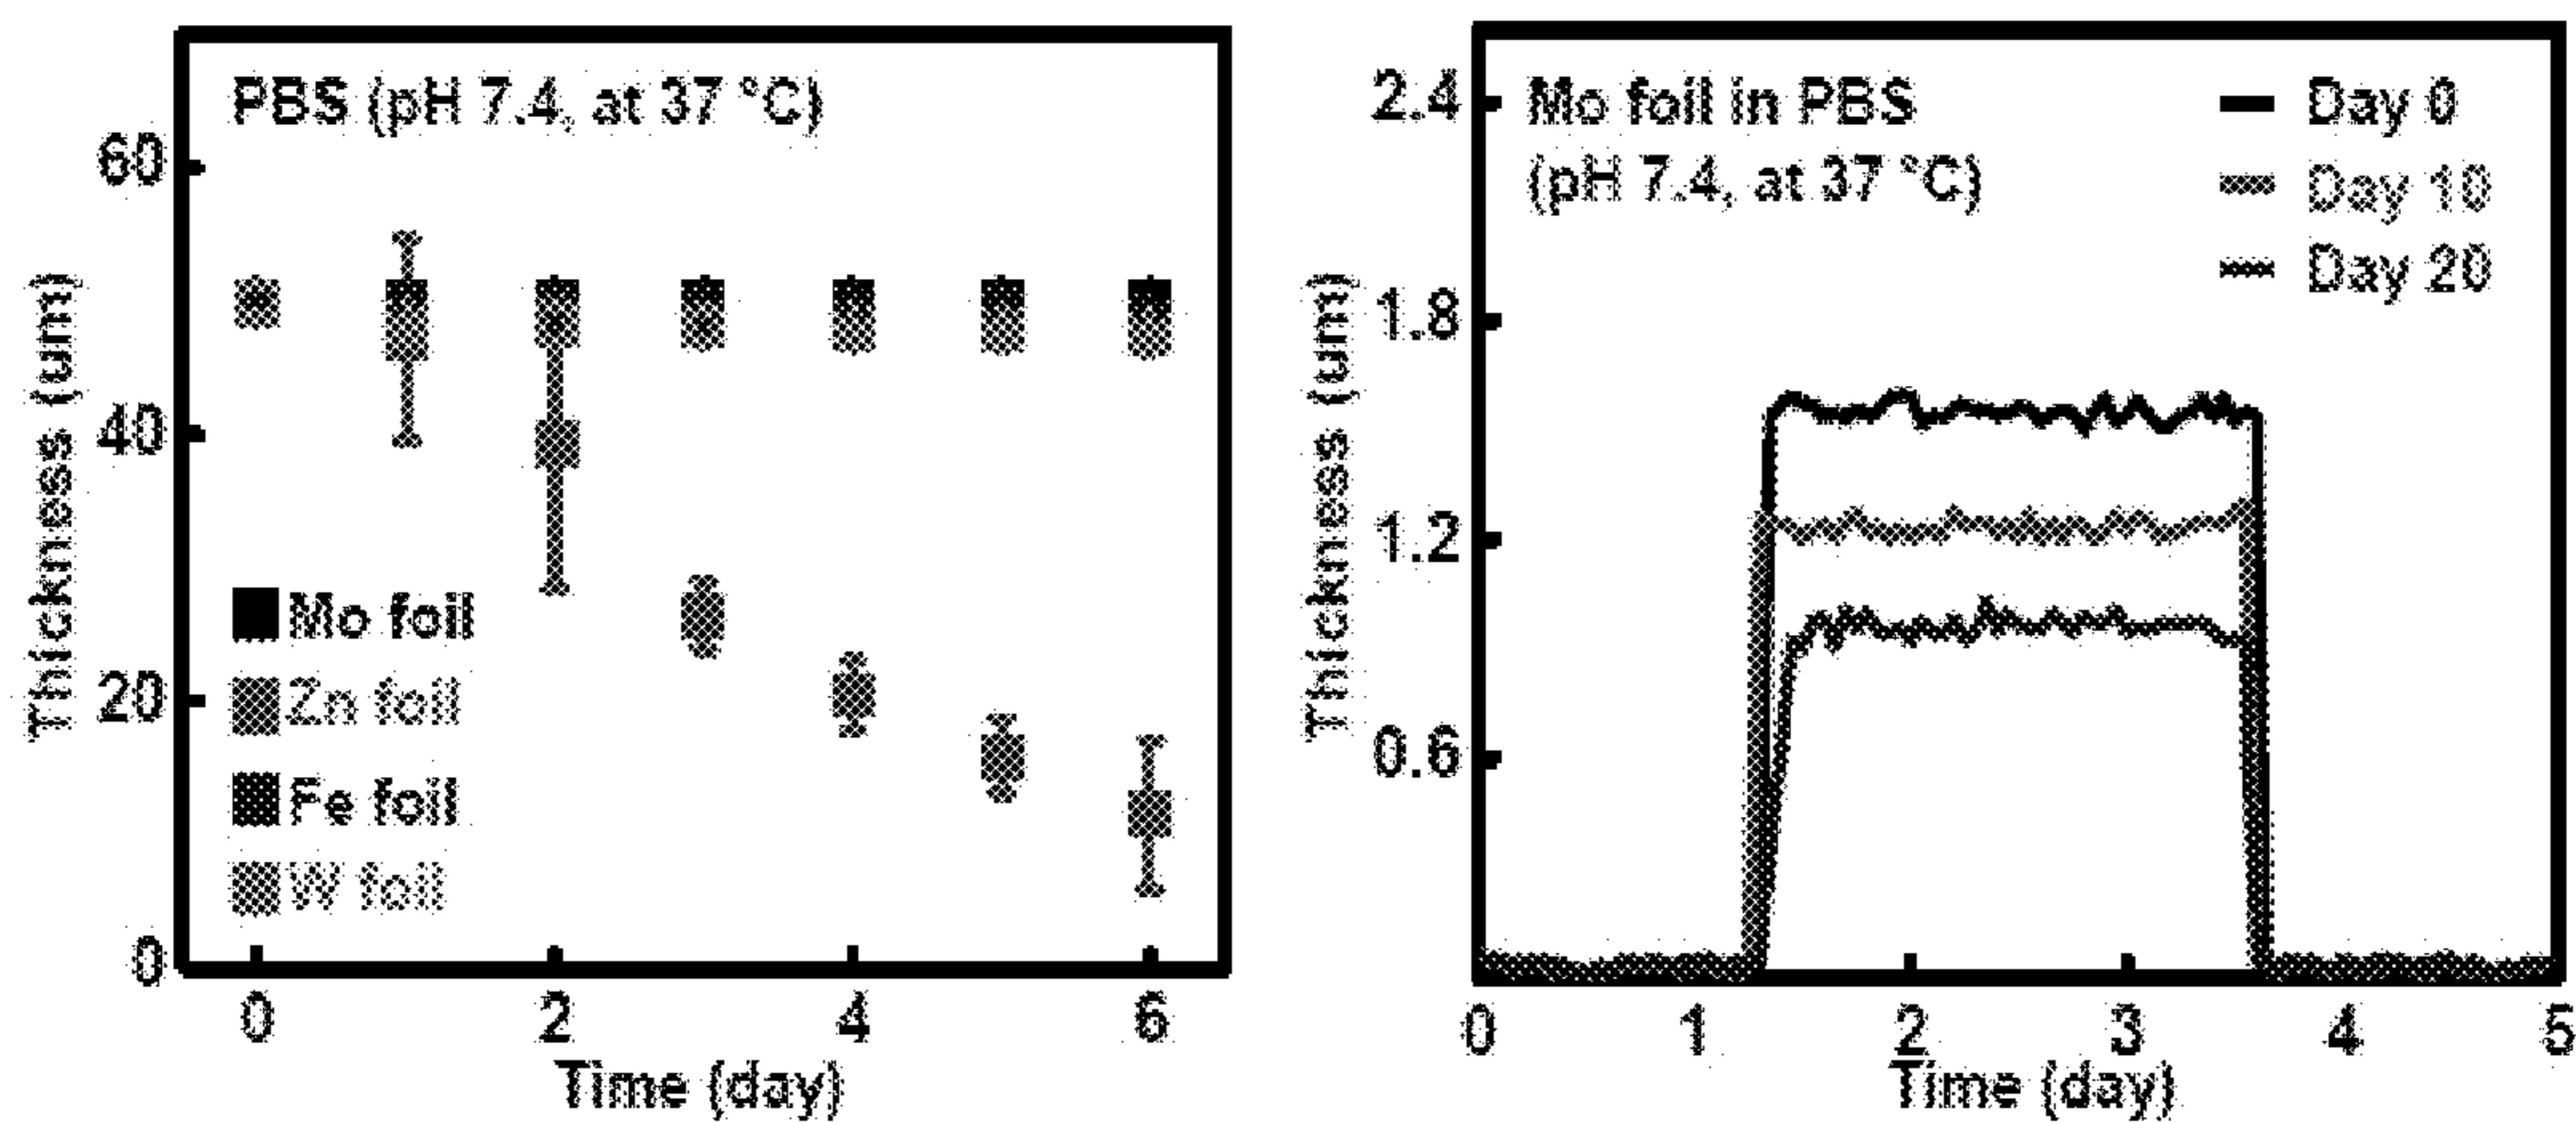 PBS (pH 7.4, at 37 °C)
60
40
20
0
Thickness (um)
Mo foil
Zn foil
Fe foil
W foil
0 2 4 6
Time (day)
2.4
1.8
1.2
0.6
Thickness (um)
Mo foil in PBS
(pH 7.4, at 37 °C)
Day 0
Day 10
Day 20
0 1 2 3 4 5
Time (day)